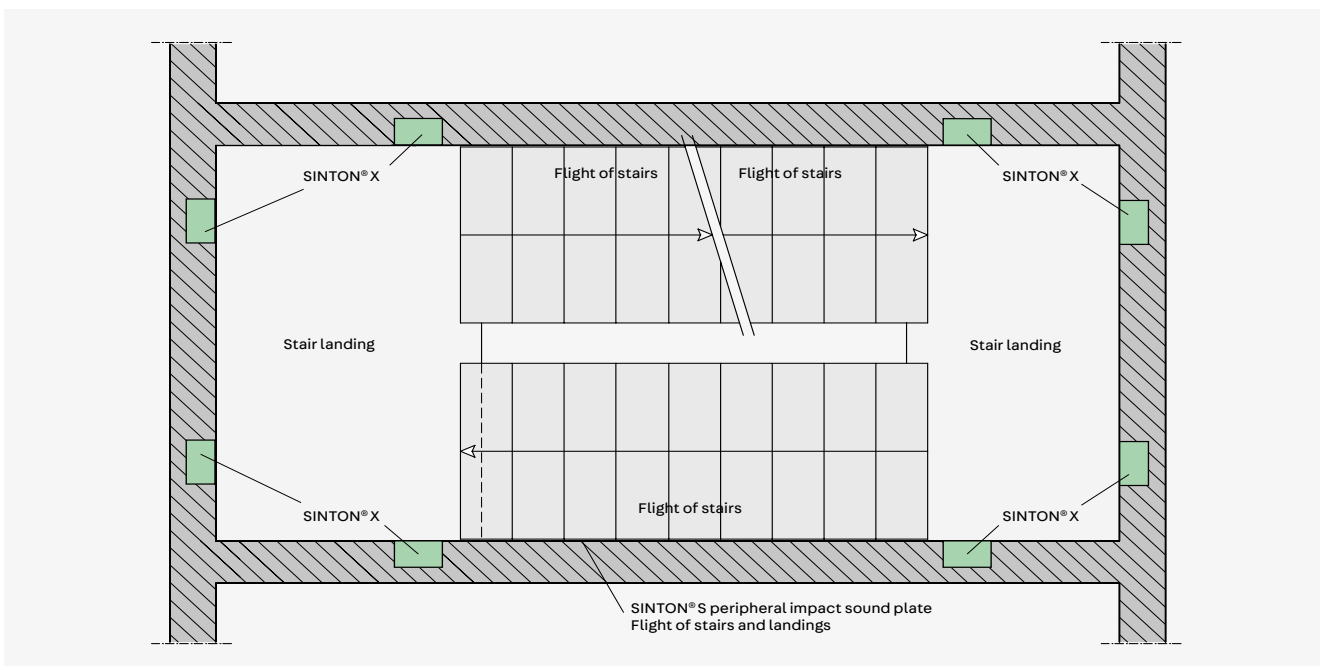 Flight of stairs
Flight of stairs
SINTON® X
SINTON® X
Stair landing
Stair landing
Flight of stairs
SINTON® X
SINTON® X
SINTON® S peripheral impact sound plate
Flight of stairs and landings